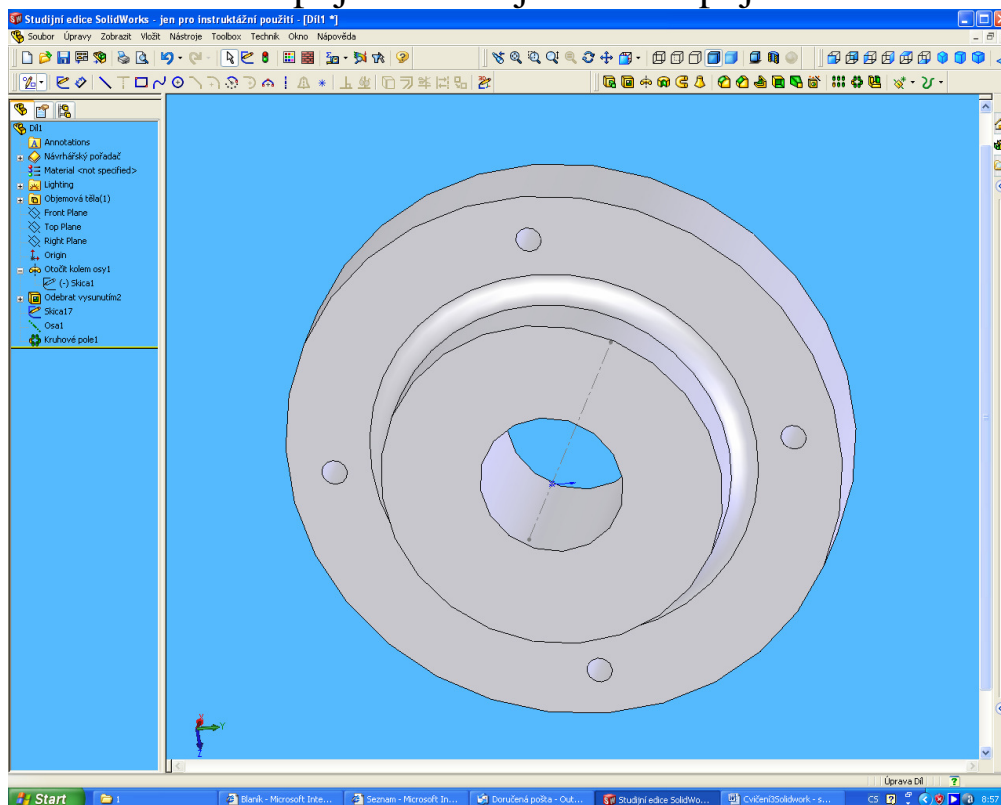 Studijní edice SolidWorks - jen pro instruktážní použití - [Díl1 *]
Soubor Úpravy Zobrazit Vložit Nástroje Toolbox Technik Okno Nápověda
Díl1
Annotations
Návrhářský pořadač
Material <not specified>
Lighting
Objemová těla(1)
Front Plane
Top Plane
Right Plane
Origin
Otočit kolem osy1
(-) Skica1
Odebrat vysunutím2
Skica17
Osa1
Kruhové pole1
X
Y
Z
Úprava Díl
Start
1
Blaník - Microsoft Inte...
Seznam - Microsoft In...
Doručená pošta - Out...
Studijní edice SolidWo...
Cvičení3Solidwork - s...
CS
8:57